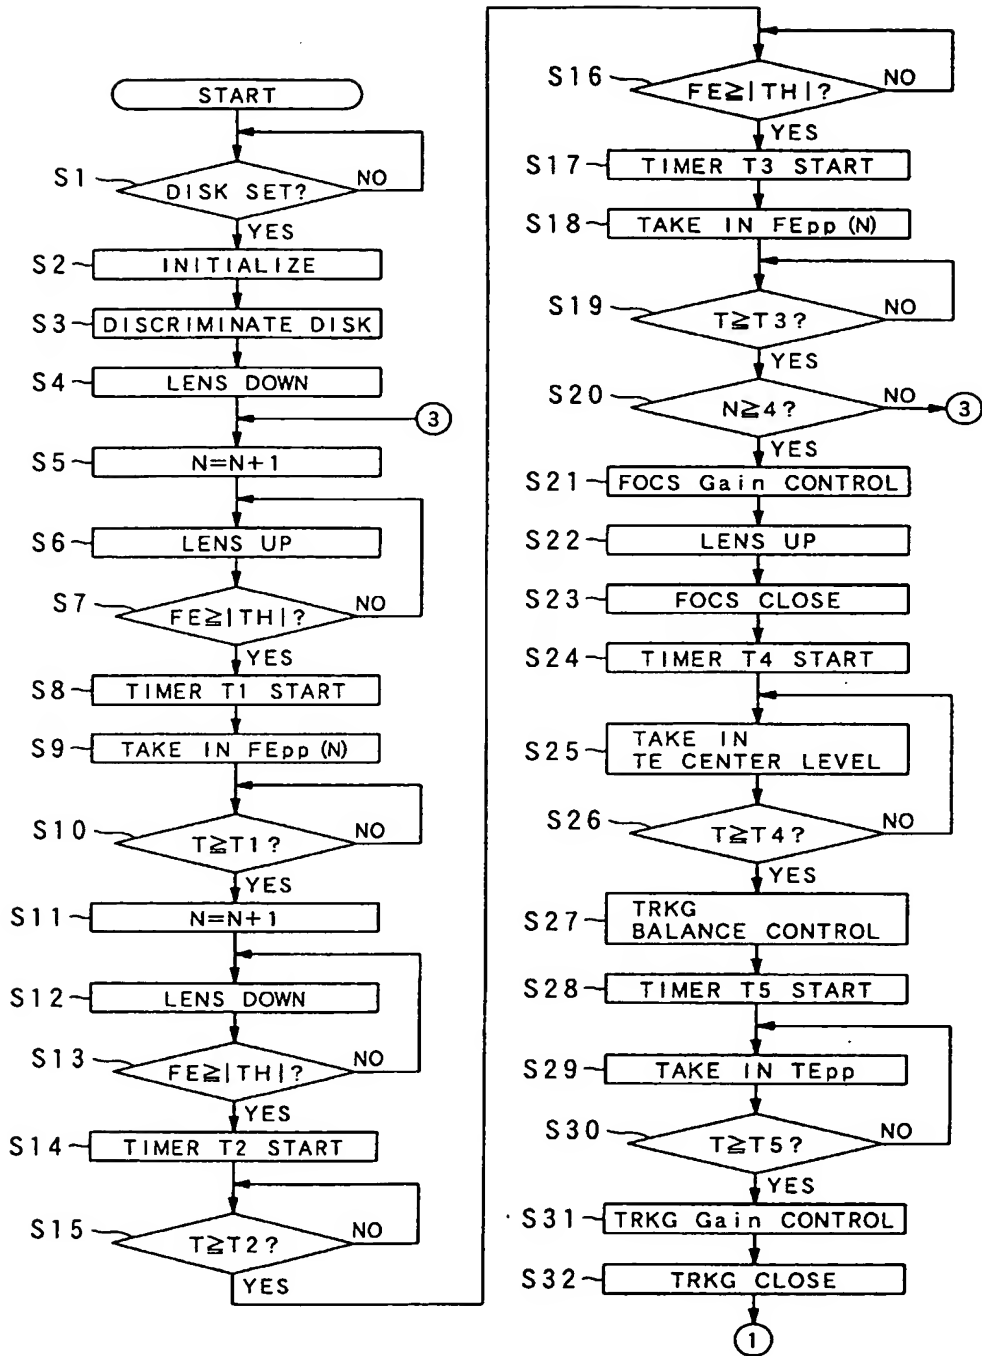 START
S1
DISK SET?
NO
YES
S2
INITIALIZE
S3
DISCRIMINATE DISK
S4
LENS DOWN
3
S5
N=N+1
S6
LENS UP
S7
FE≧|TH|?
NO
YES
S8
TIMER T1 START
S9
TAKE IN FEpp(N)
S10
T≧T1?
NO
YES
S11
N=N+1
S12
LENS DOWN
S13
FE≧|TH|?
NO
YES
S14
TIMER T2 START
S15
T≧T2?
NO
YES
S16
FE≧|TH|?
NO
YES
S17
TIMER T3 START
S18
TAKE IN FEpp(N)
S19
T≧T3?
NO
YES
S20
N≧4?
NO
3
YES
S21
FOCS Gain CONTROL
S22
LENS UP
S23
FOCS CLOSE
S24
TIMER T4 START
S25
TAKE IN
TE CENTER LEVEL
S26
T≧T4?
NO
YES
S27
TRKG
BALANCE CONTROL
S28
TIMER T5 START
S29
TAKE IN TEpp
S30
T≧T5?
NO
YES
S31
TRKG Gain CONTROL
S32
TRKG CLOSE
1